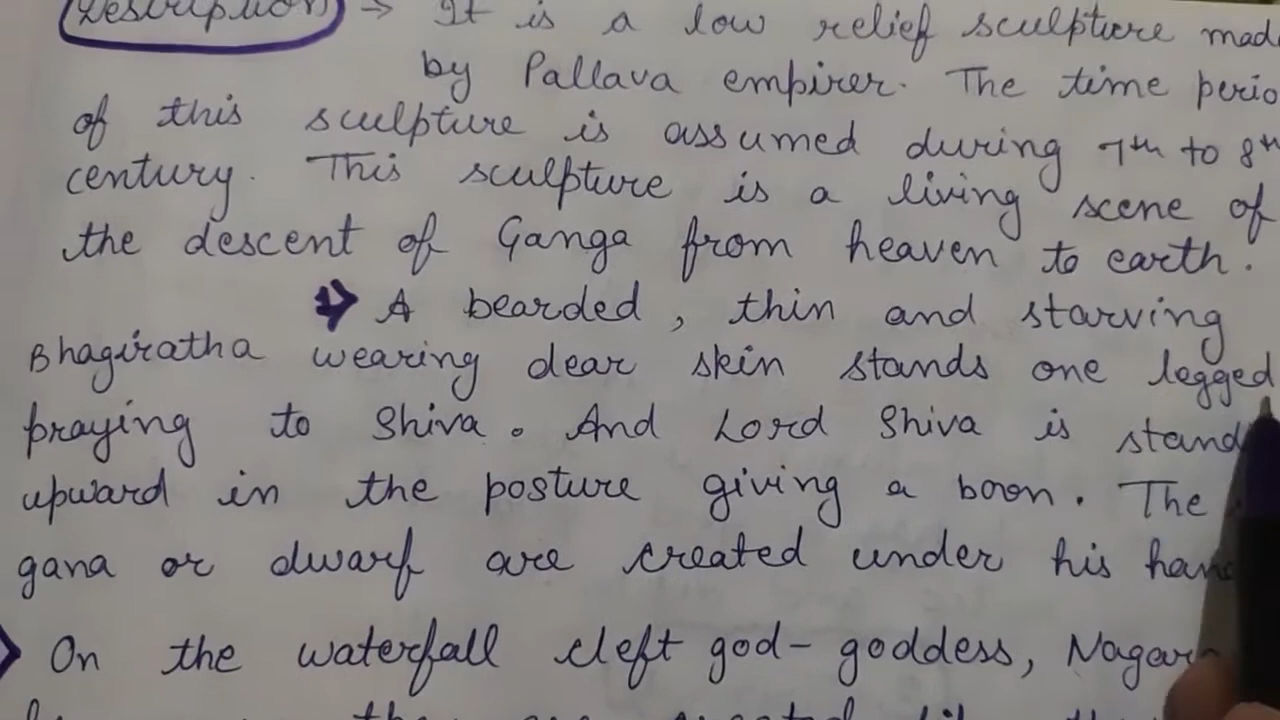 Description → It is a low relief sculpture mad
by Pallava empirer. The time perio
of this sculpture is assumed during 7th to 8th
century. This sculpture is a living scene of
the descent of Ganga from heaven to earth.
→ A bearded, thin and starving
Bhagiratha wearing dear skin stands one legged
praying to Shiva. And Lord Shiva is stand
upward in the posture giving a boon. The
gana or dwarf are created under his han
On the waterfall cleft god-goddess, Nagar